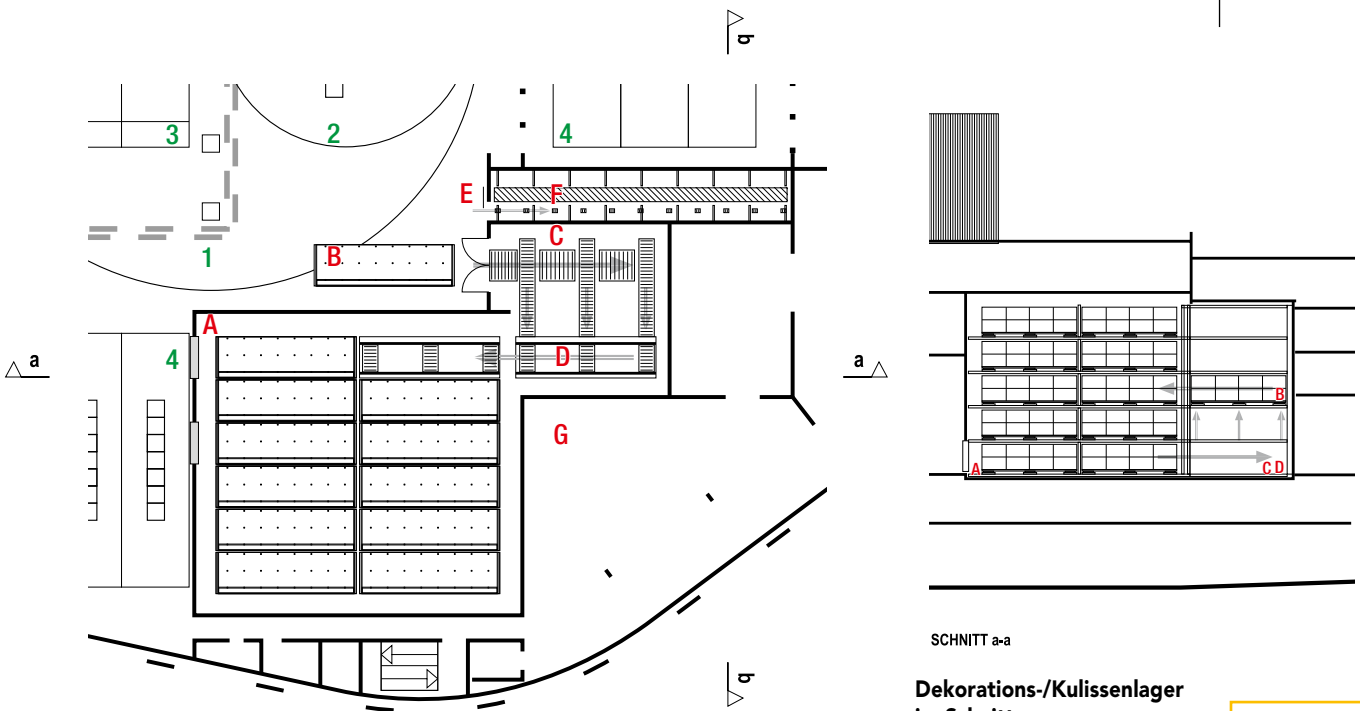 b
3
2
4
E
F
C
1
B
A
4
a
D
a
G
B
A
C D
b
SCHNITT a-a
Dekorations-/Kulissenlager